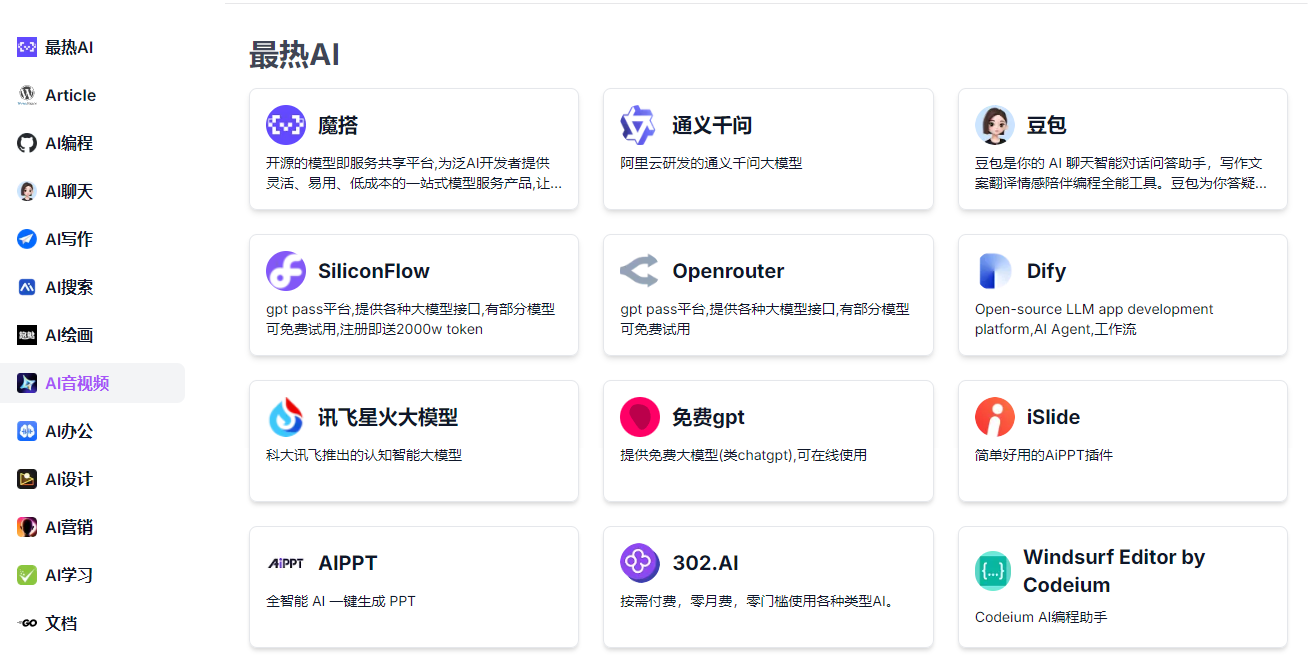 最热AI
Article
AI编程
AI聊天
AI写作
AI搜索
AI绘画
AI音视频
AI办公
AI设计
AI营销
AI学习
GO 文档
最热AI
魔搭
开源的模型即服务共享平台,为泛AI开发者提供
灵活、易用、低成本的一站式模型服务产品,让...
通义千问
阿里云研发的通义千问大模型
豆包
豆包是你的 AI 聊天智能对话问答助手，写作文
案翻译情感陪伴编程全能工具。豆包为你答疑...
SiliconFlow
gpt pass平台,提供各种大模型接口,有部分模型
可免费试用,注册即送2000w token
Openrouter
gpt pass平台,提供各种大模型接口,有部分模型
可免费试用
Dify
Open-source LLM app development
platform,AI Agent,工作流
讯飞星火大模型
科大讯飞推出的认知智能大模型
免费gpt
提供免费大模型(类chatgpt),可在线使用
iSlide
简单好用的AiPPT插件
AiPPT AIPPT
全智能 AI 一键生成 PPT
302.AI
按需付费，零月费，零门槛使用各种类型AI。
Windsurf Editor by
Codeium
Codeium AI编程助手